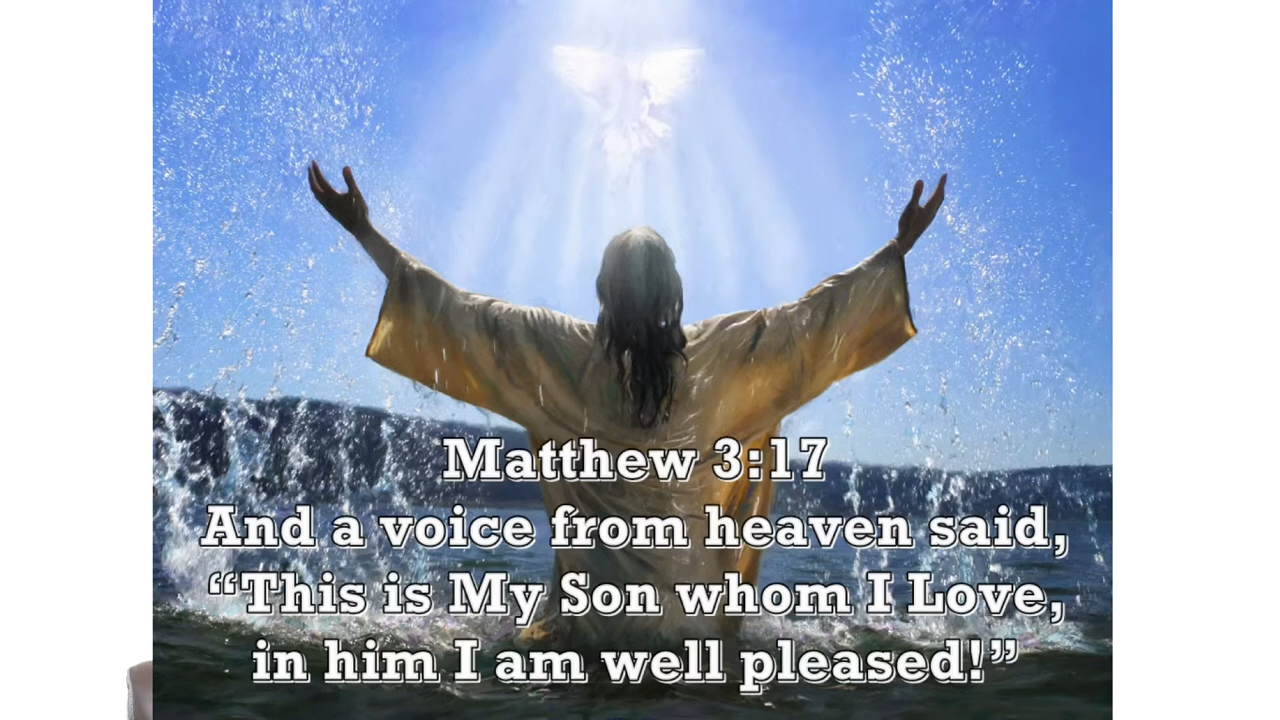 Matthew 3:17
And a voice from heaven said,
“This is My Son whom I Love,
in him I am well pleased!”